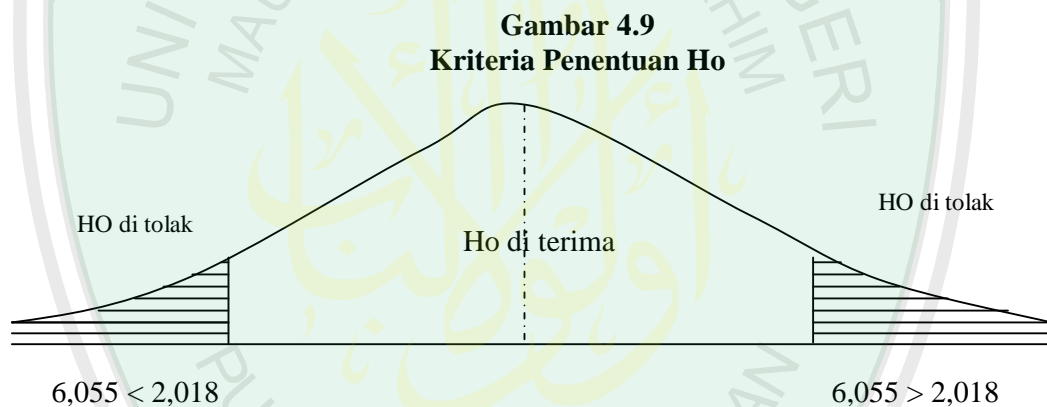 Gambar 4.9
Kriteria Penentuan Ho
HO di tolak
HO di tolak
Ho di terima
6,055 < 2,018
6,055 > 2,018